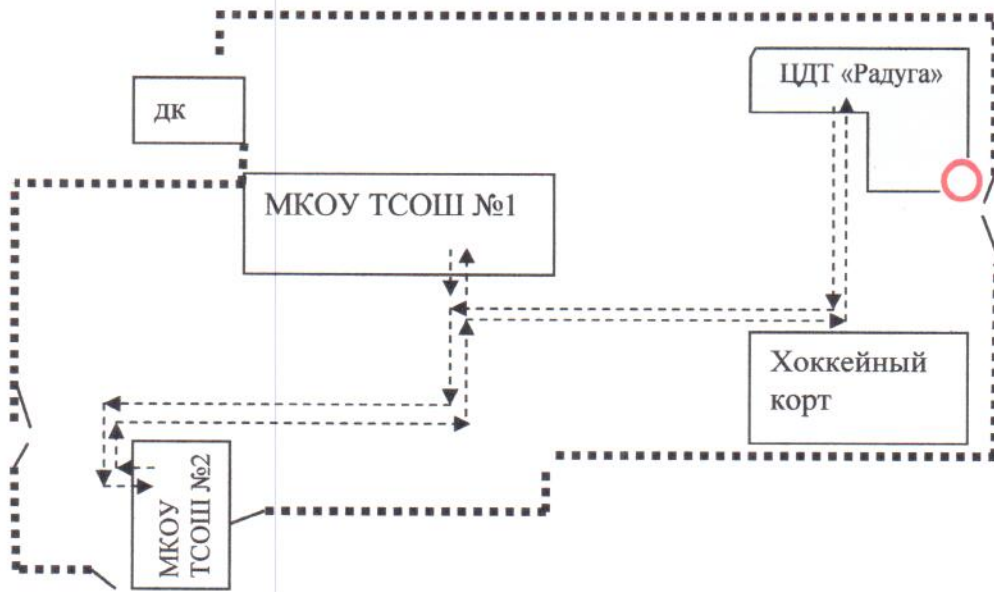 ЦДТ «Радуга»
ДК
МКОУ ТСОШ №1
Хоккейный
корт
МКОУ
ТСОШ №2